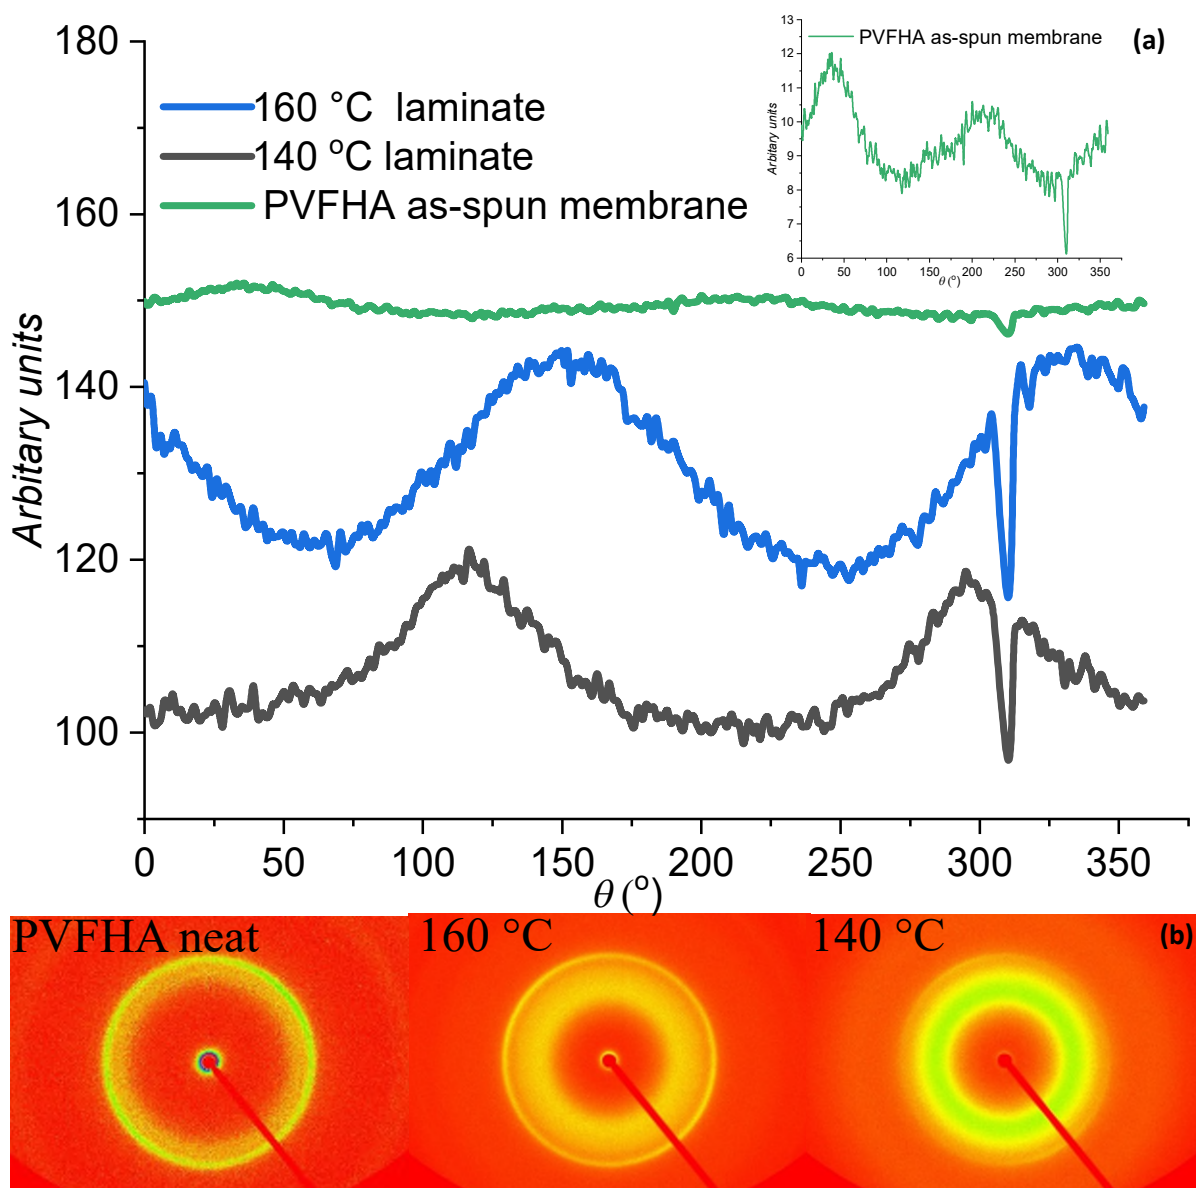 180
160
140
120
100
Arbitary units
160 °C laminate
140 °C laminate
PVFHA as-spun membrane
0
50
100
150
200
250
300
350
θ (°)
13
12
11
10
9
8
7
6
Arbitary units
PVFHA as-spun membrane
(a)
0
50
100
150
200
250
300
350
θ (°)
PVFHA neat
160 °C
140 °C
(b)